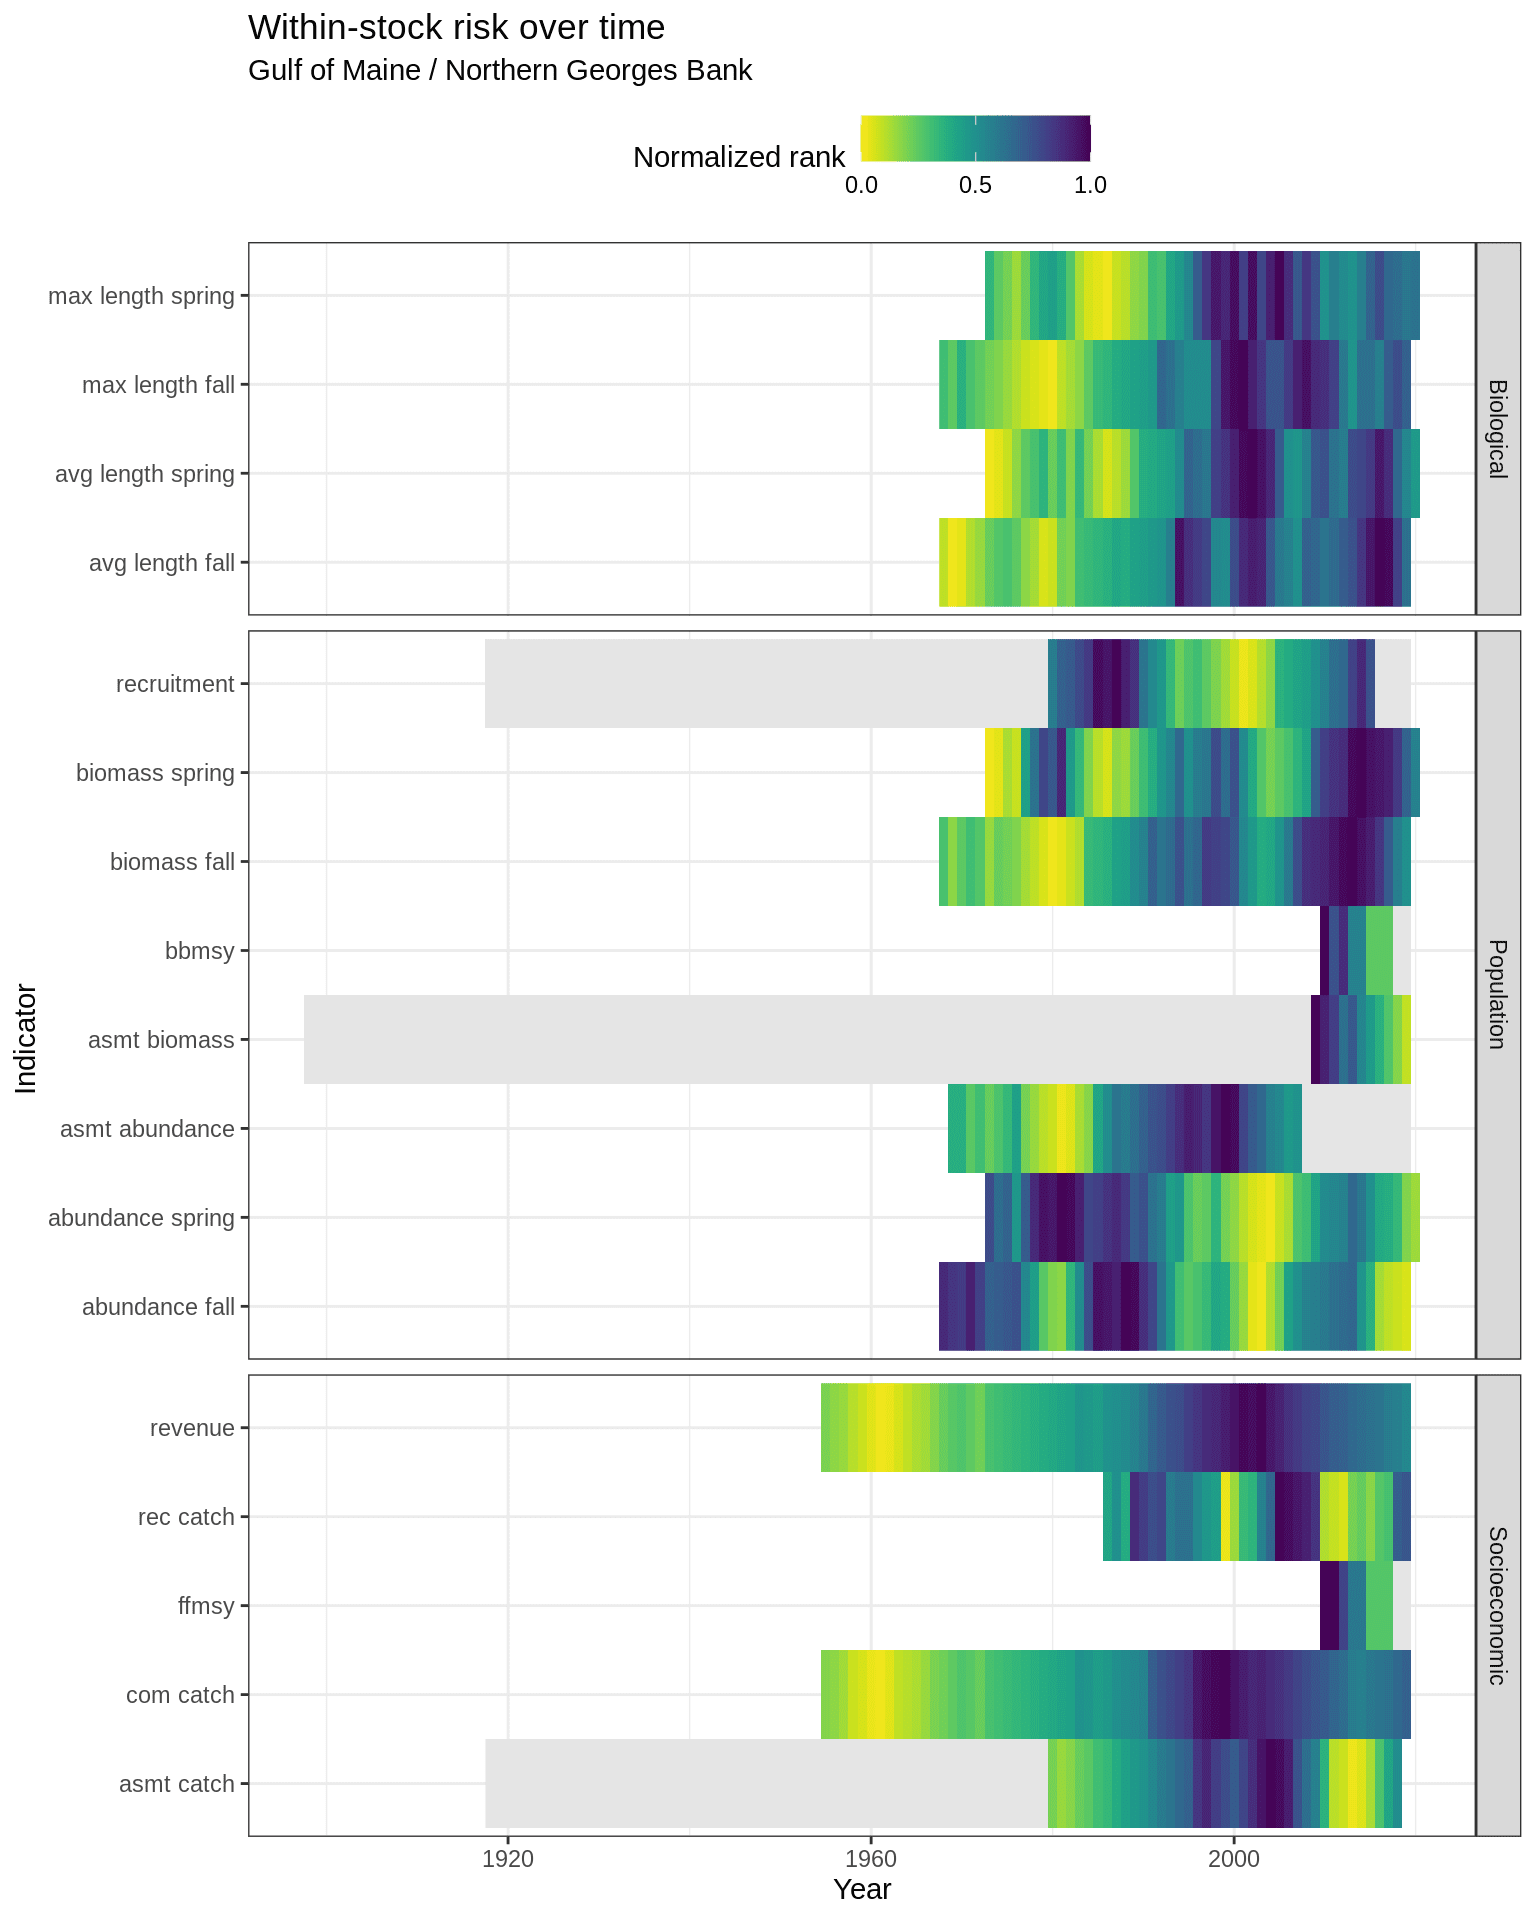 Within-stock risk over time
Gulf of Maine / Northern Georges Bank
Normalized rank
0.0 0.5 1.0
max length spring
max length fall
avg length spring
avg length fall
Biological
recruitment
biomass spring
biomass fall
bbmsy
asmt biomass
asmt abundance
abundance spring
abundance fall
Population
revenue
rec catch
ffmsy
com catch
asmt catch
Socioeconomic
Indicator
1920 1960 2000
Year